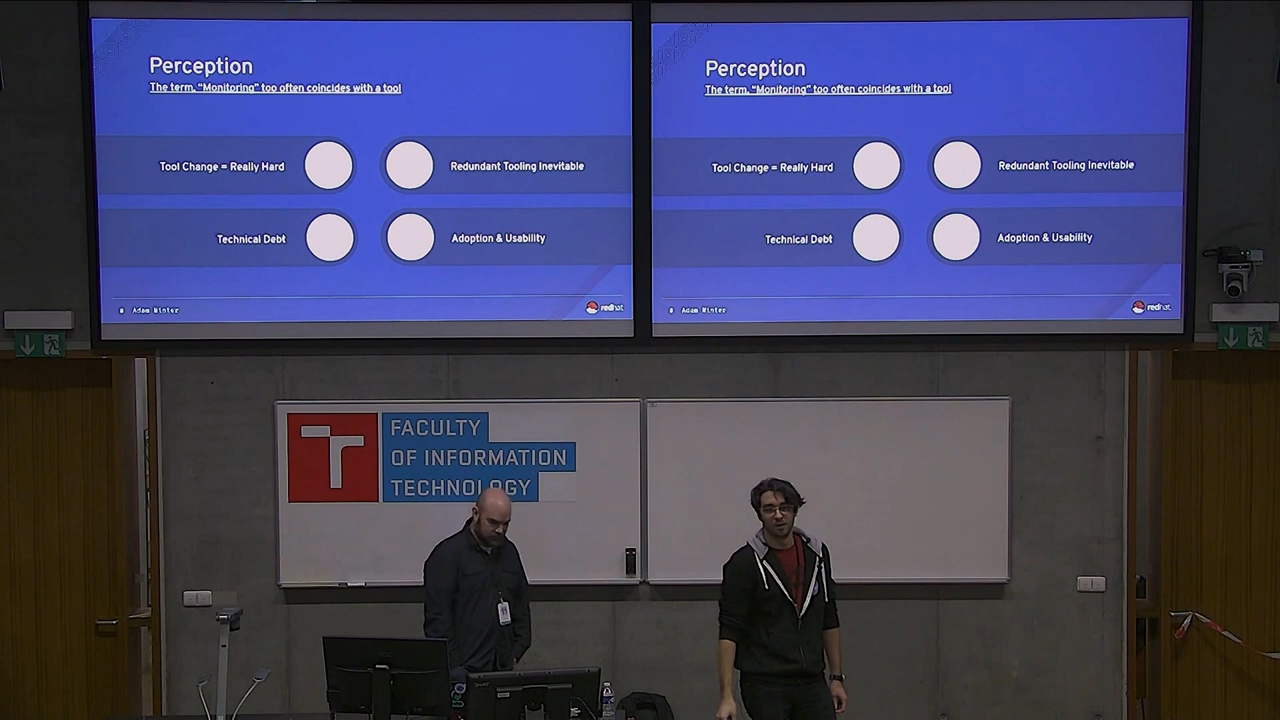 Perception
The term, "Monitoring" too often coincides with a tool
Tool Change = Really Hard
Redundant Tooling Inevitable
Technical Debt
Adoption & Usability
Adam Minter
redhat
Perception
The term, "Monitoring" too often coincides with a tool
Tool Change = Really Hard
Redundant Tooling Inevitable
Technical Debt
Adoption & Usability
Adam Minter
redhat
FACULTY
OF INFORMATION
TECHNOLOGY